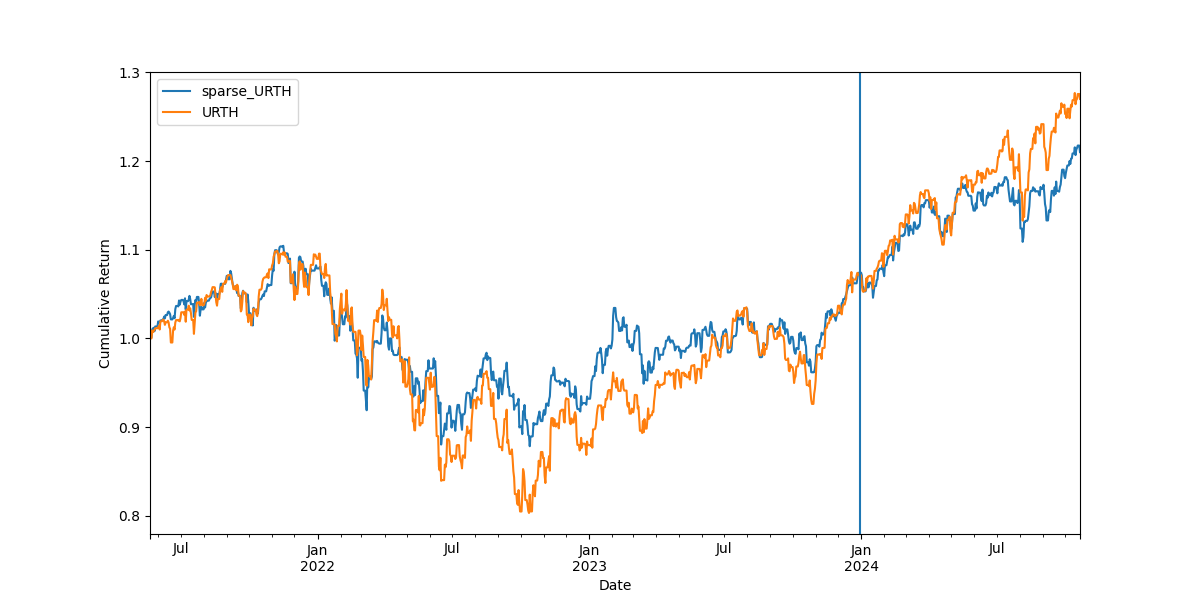 sparse_URTH
URTH
Cumulative Return
1.3
1.2
1.1
1.0
0.9
0.8
Jul
Jan
2022
Jul
Jan
2023
Jul
Jan
2024
Jul
Date